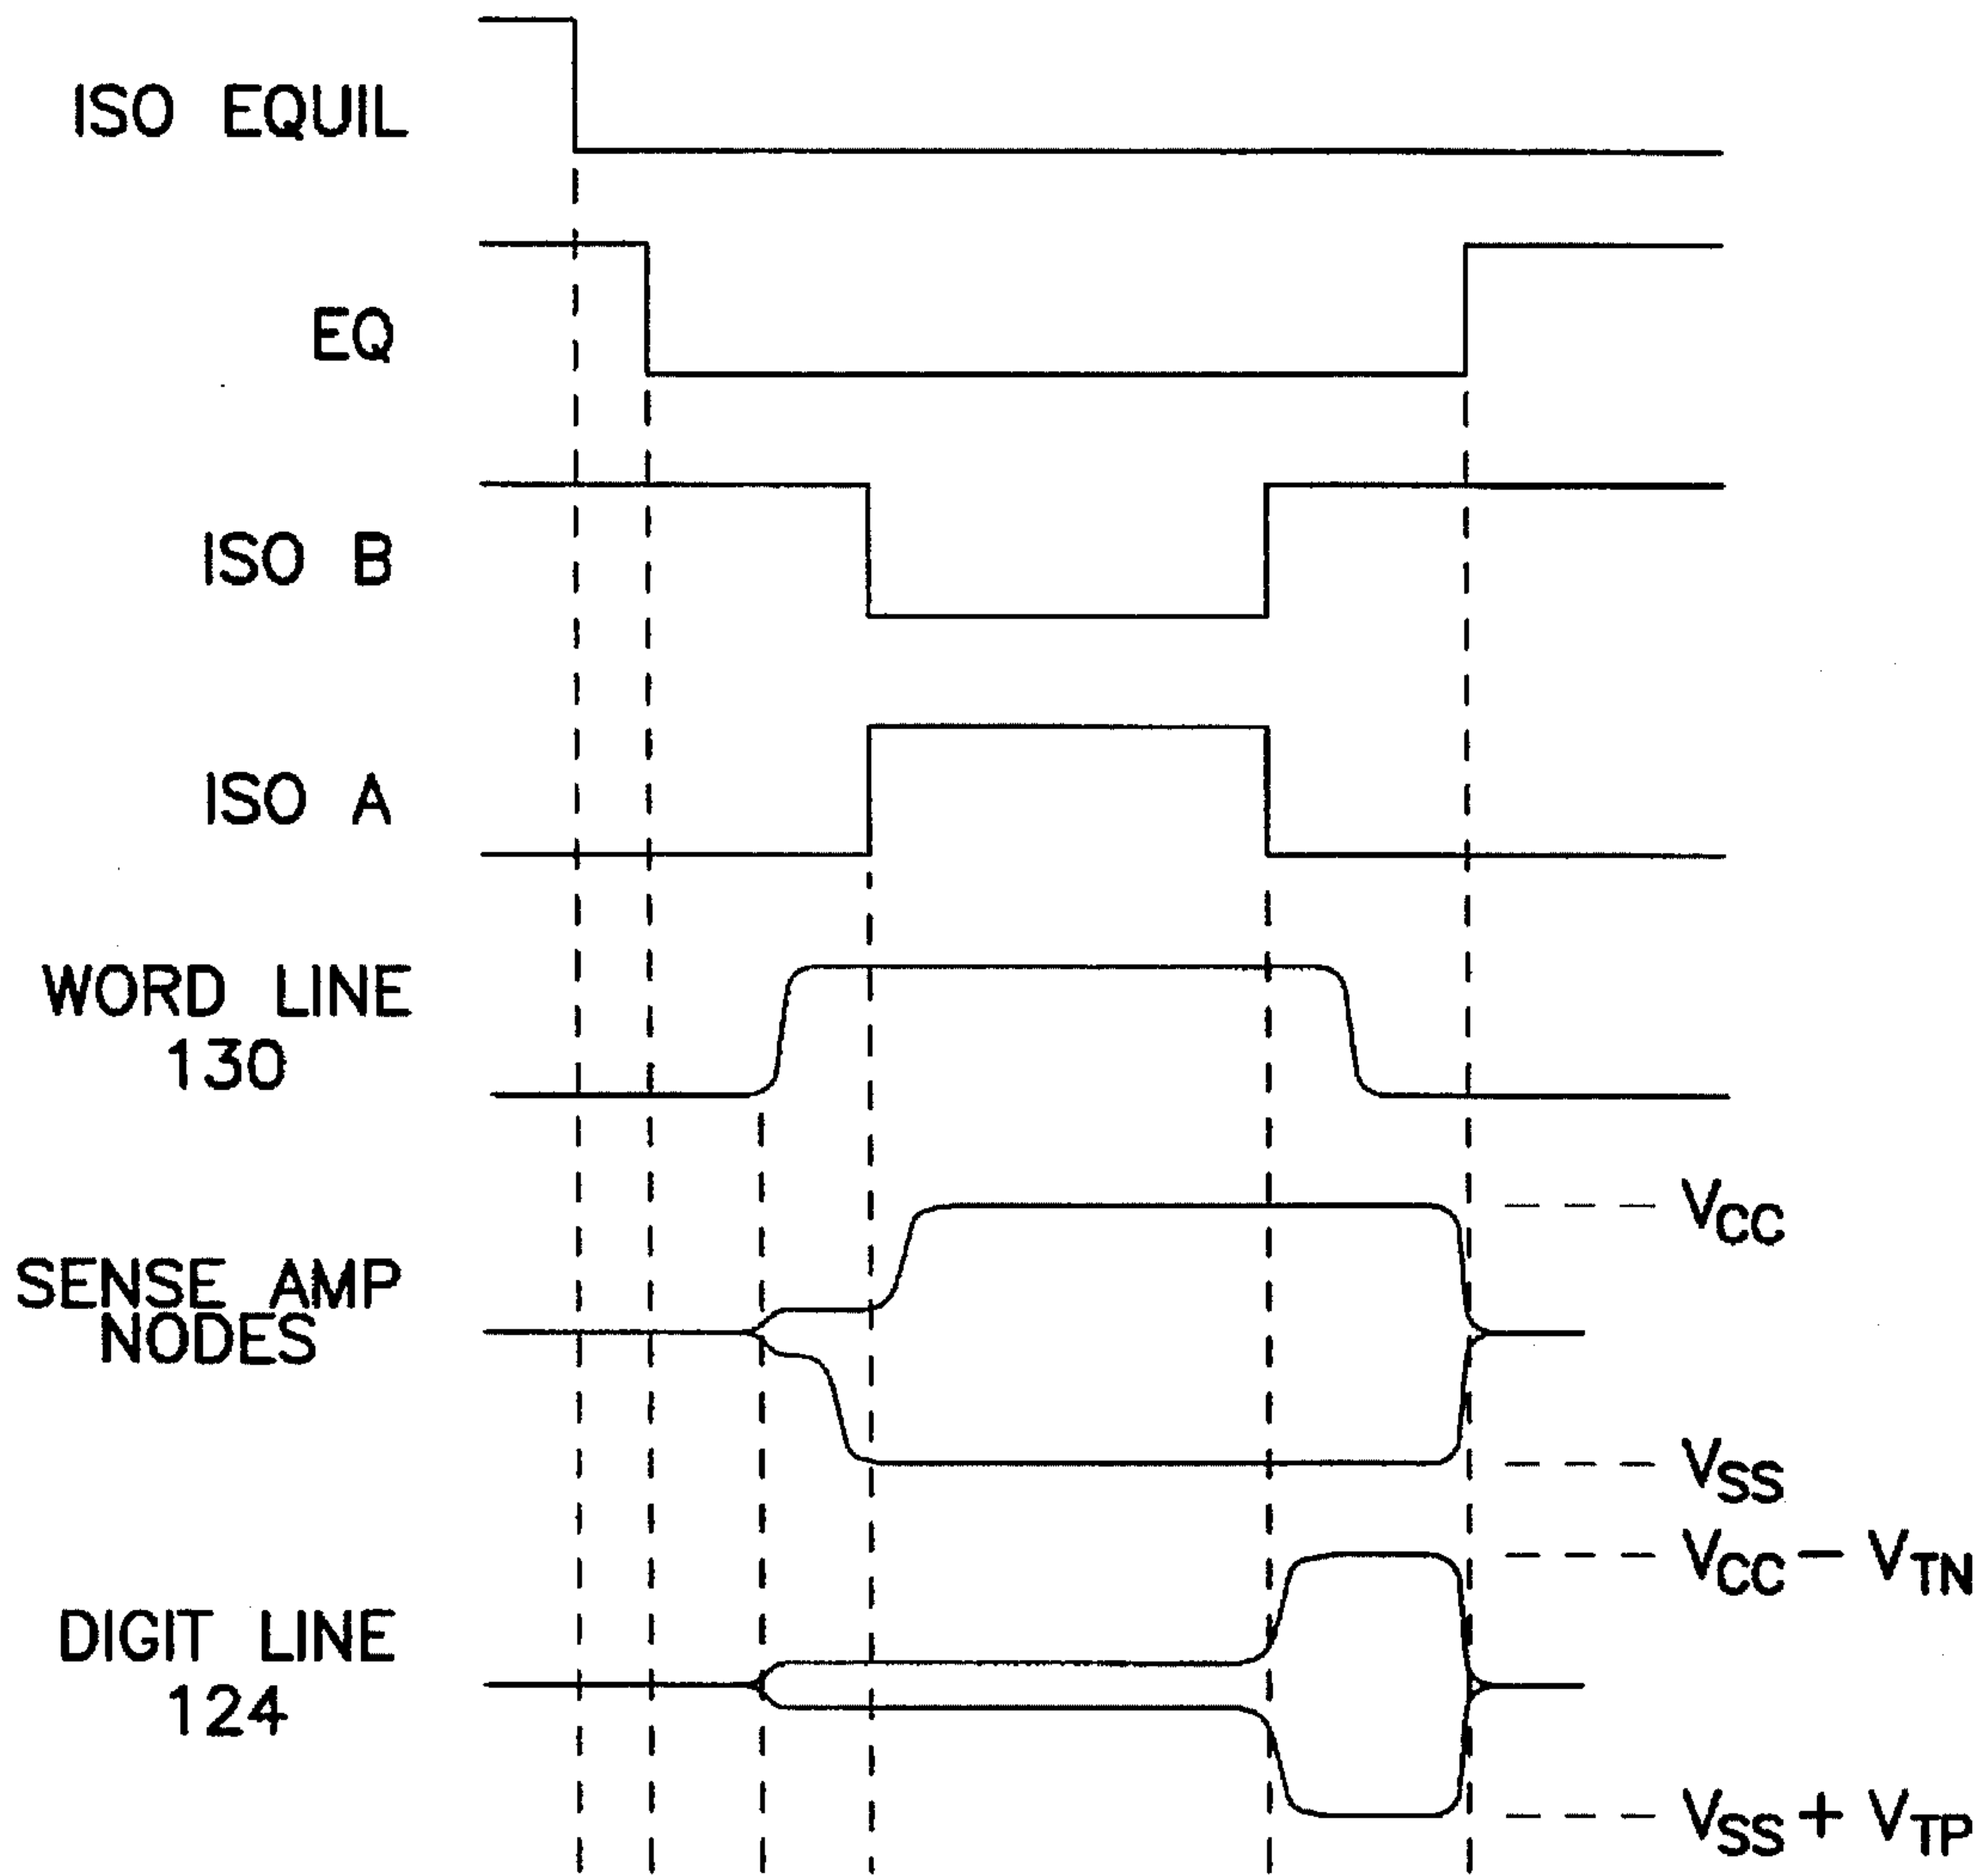 ISO EQUIL
EQ
ISO B
ISO A
WORD LINE
130
VCC
SENSE AMP
NODES
VSS
VCC − VTN
DIGIT LINE
124
VSS + VTP